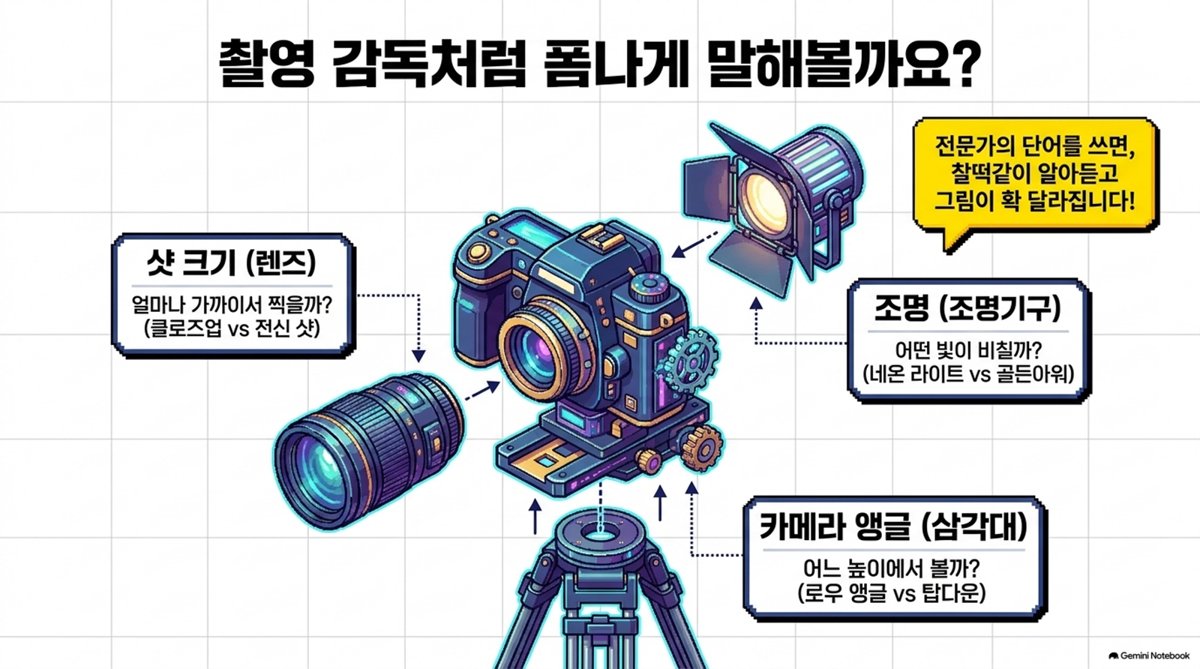 촬영 감독처럼 폼나게 말해볼까요?
전문가의 단어를 쓰면,
찰떡같이 알아듣고
그림이 확 달라집니다!
샷 크기 (렌즈)
얼마나 가까이서 찍을까?
(클로즈업 vs 전신 샷)
조명 (조명기구)
어떤 빛이 비칠까?
(네온 라이트 vs 골든아워)
카메라 앵글 (삼각대)
어느 높이에서 볼까?
(로우 앵글 vs 탑다운)
Gemini Notebook